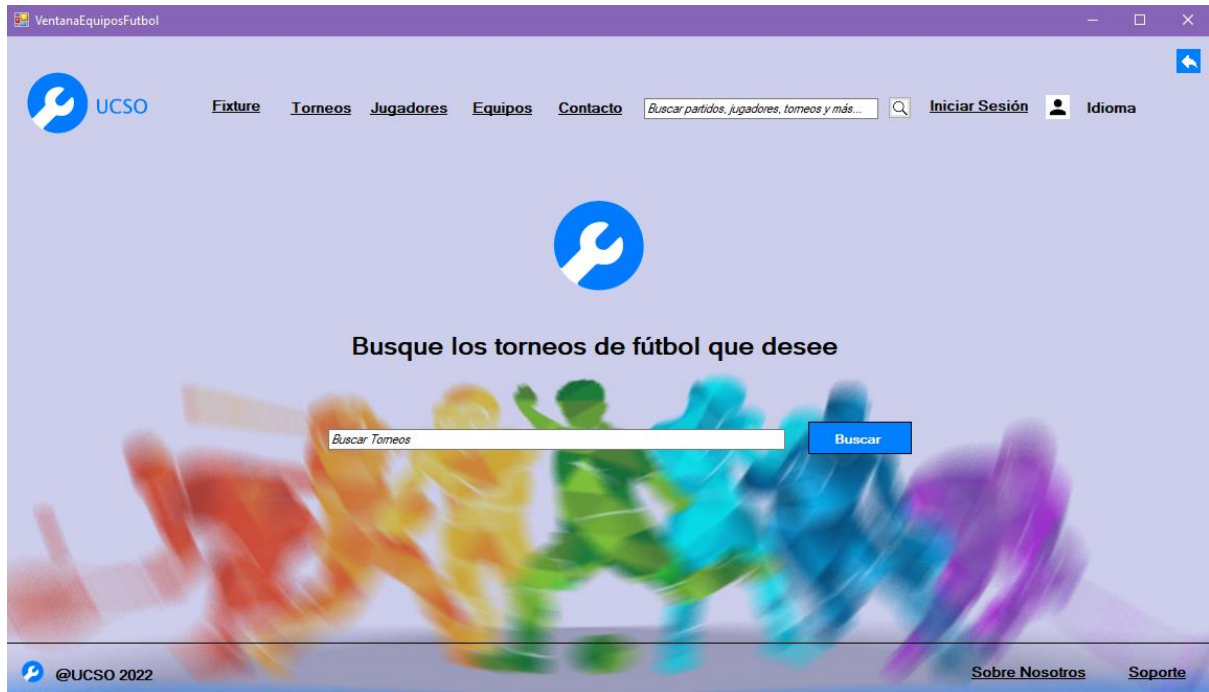 VentanaEquiposFutbol
UCSO
Fixture Torneos Jugadores Equipos Contacto Buscar partidos, jugadores, torneos y más... Iniciar Sesión Idioma
Busque los torneos de fútbol que desee
Buscar Torneos Buscar
@UCSO 2022 Sobre Nosotros Soporte